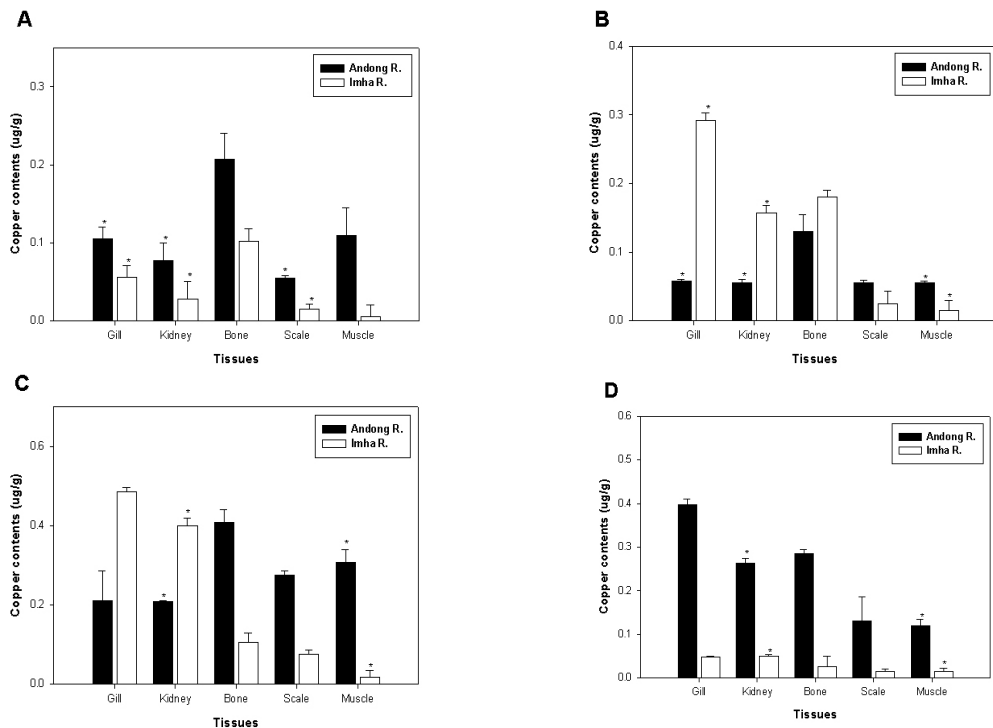 A
Andong R.
Imha R.
Copper contents (ug/g)
0.3
0.2
0.1
0.0
* * * * * *
Gill Kidney Bone Scale Muscle
Tissues
B
Andong R.
Imha R.
Copper contents (ug/g)
0.4
0.3
0.2
0.1
0.0
* * * * * *
Gill Kidney Bone Scale Muscle
Tissues
C
Andong R.
Imha R.
Copper contents (ug/g)
0.6
0.4
0.2
0.0
* * * *
Gill Kidney Bone Scale Muscle
Tissues
D
Andong R.
Imha R.
Copper contents (ug/g)
0.6
0.5
0.4
0.3
0.2
0.1
0.0
* * * *
Gill Kidney Bone Scale Muscle
Tissues